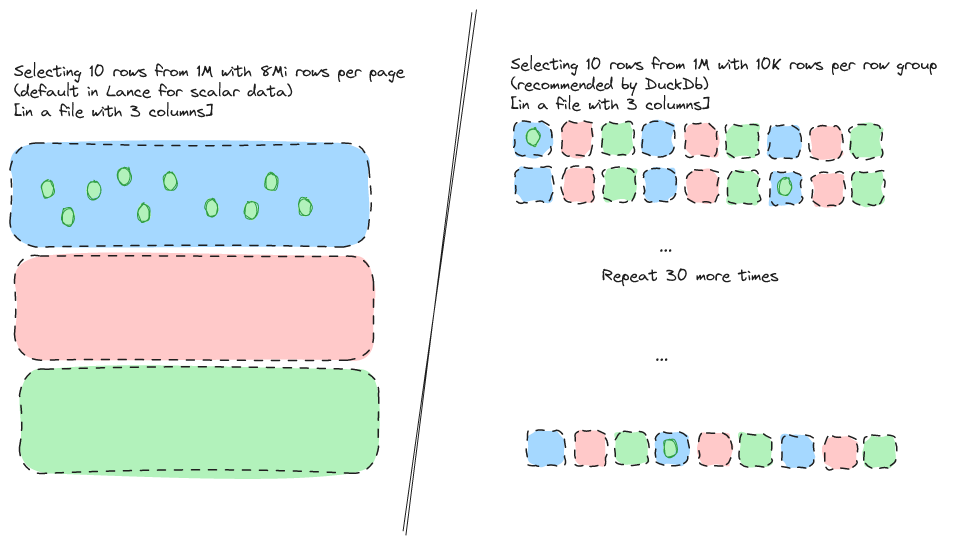 Selecting 10 rows from 1M with 8Mi rows per page
(default in Lance for scalar data)
[in a file with 3 columns]
Selecting 10 rows from 1M with 10K rows per row group
(recommended by DuckDb)
[in a file with 3 columns]
...
Repeat 30 more times
...